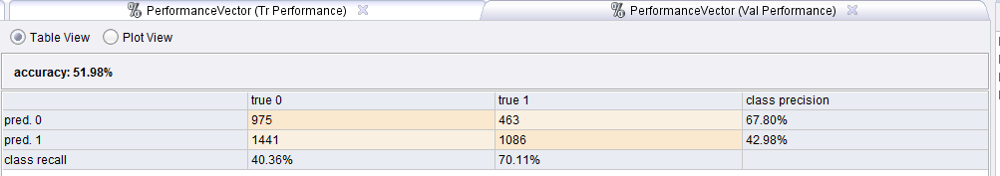 PerformanceVector (Tr Performance) PerformanceVector (Val Performance)
Table View Plot View
accuracy: 51.98%
true 0 true 1 class precision
pred. 0 975 463 67.80%
pred. 1 1441 1086 42.98%
class recall 40.36% 70.11%